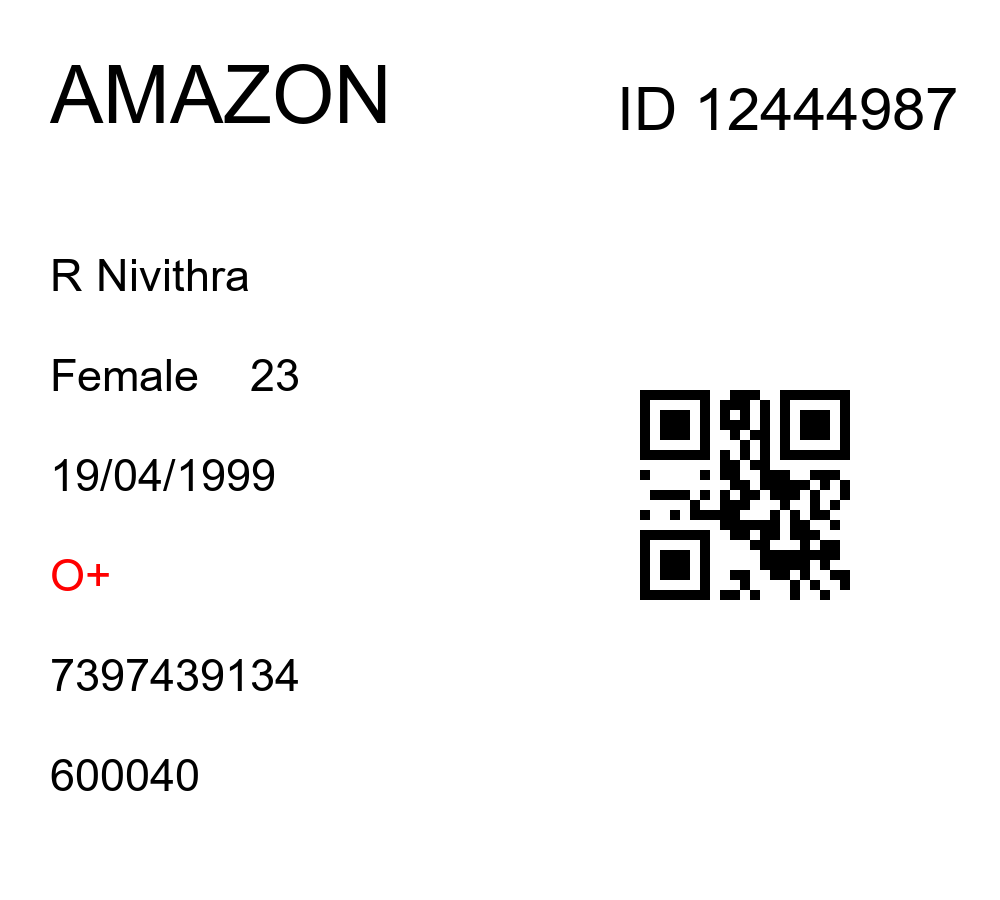 AMAZON
ID 12444987
R Nivithra
Female 23
19/04/1999
O+
7397439134
600040